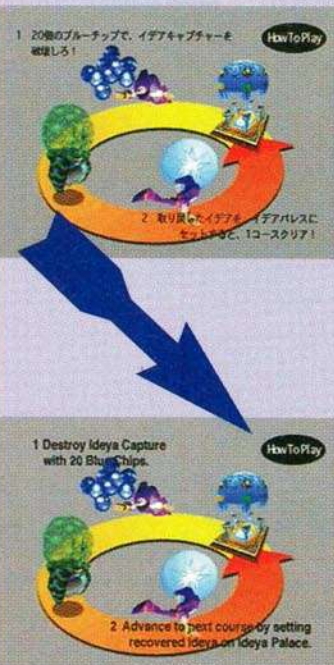 1 20個のブルーチップで、イデアキャプチャーを
破壊しろ！
HowToPlay
2 取り戻したイデアを、イデアパレスに
セットすると、1コースクリア！
1 Destroy Ideya Capture
with 20 Blue Chips.
HowToPlay
2 Advance to next course by setting
recovered Ideya on Ideya Palace.